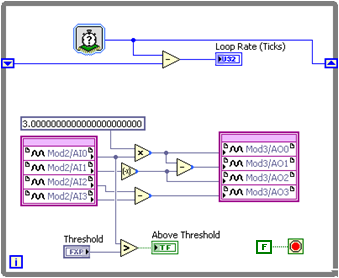 Loop Rate (Ticks)
U32
3.0000000000000000000000
Mod2/AI0
Mod2/AI1
Mod2/AI2
Mod2/AI3
Mod3/AO0
Mod3/AO1
Mod3/AO2
Mod3/AO3
Threshold
FXP
Above Threshold
TF
F
i